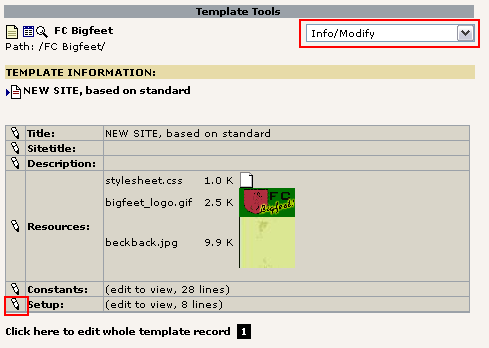 Template Tools
FC Bigfeet
Info/Modify
Path: /FC Bigfeet/
TEMPLATE INFORMATION:
NEW SITE, based on standard
Title: NEW SITE, based on standard
Sitetitle:
Description:
Resources:
stylesheet.css 1.0 K
bigfeet_logo.gif 2.5 K
FC
Bigfeet
beckback.jpg 9.9 K
Constants: (edit to view, 28 lines)
Setup: (edit to view, 8 lines)
Click here to edit whole template record 1